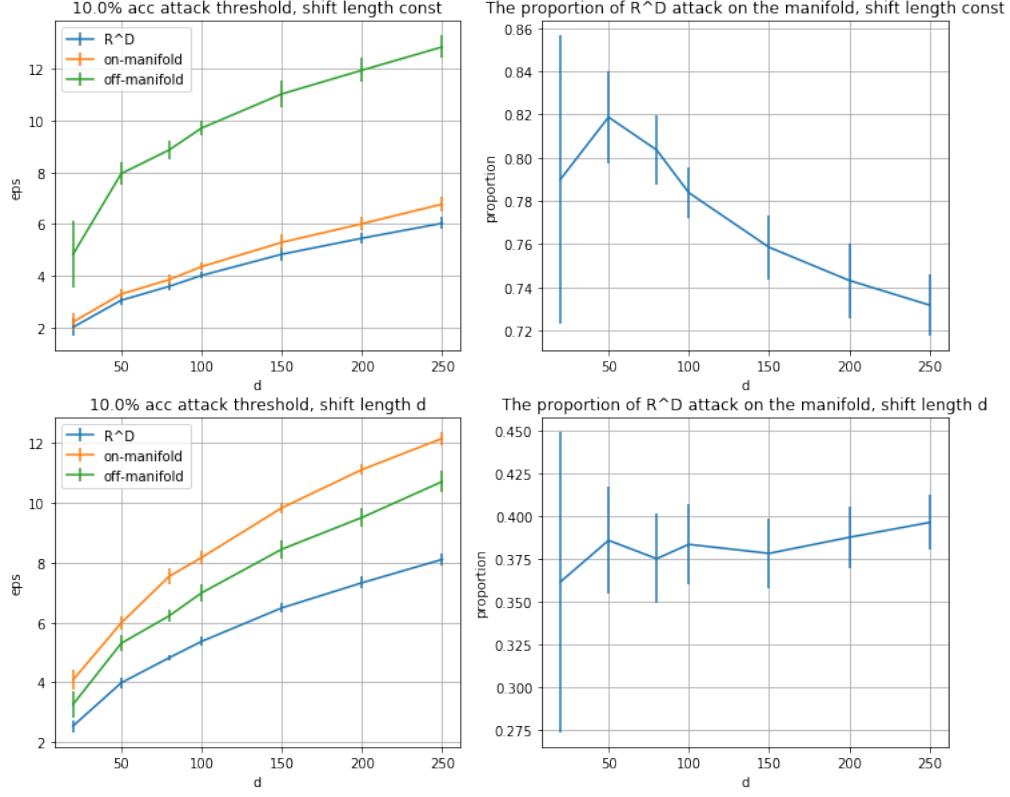 10.0% acc attack threshold, shift length const
R^D
on-manifold
off-manifold
12
10
8
6
4
2
eps
50
100
150
200
250
d
The proportion of R^D attack on the manifold, shift length const
0.86
0.84
0.82
0.80
0.78
0.76
0.74
0.72
proportion
50
100
150
200
250
d
10.0% acc attack threshold, shift length d
R^D
on-manifold
off-manifold
12
10
8
6
4
2
eps
50
100
150
200
250
d
The proportion of R^D attack on the manifold, shift length d
0.450
0.425
0.400
0.375
0.350
0.325
0.300
0.275
proportion
50
100
150
200
250
d